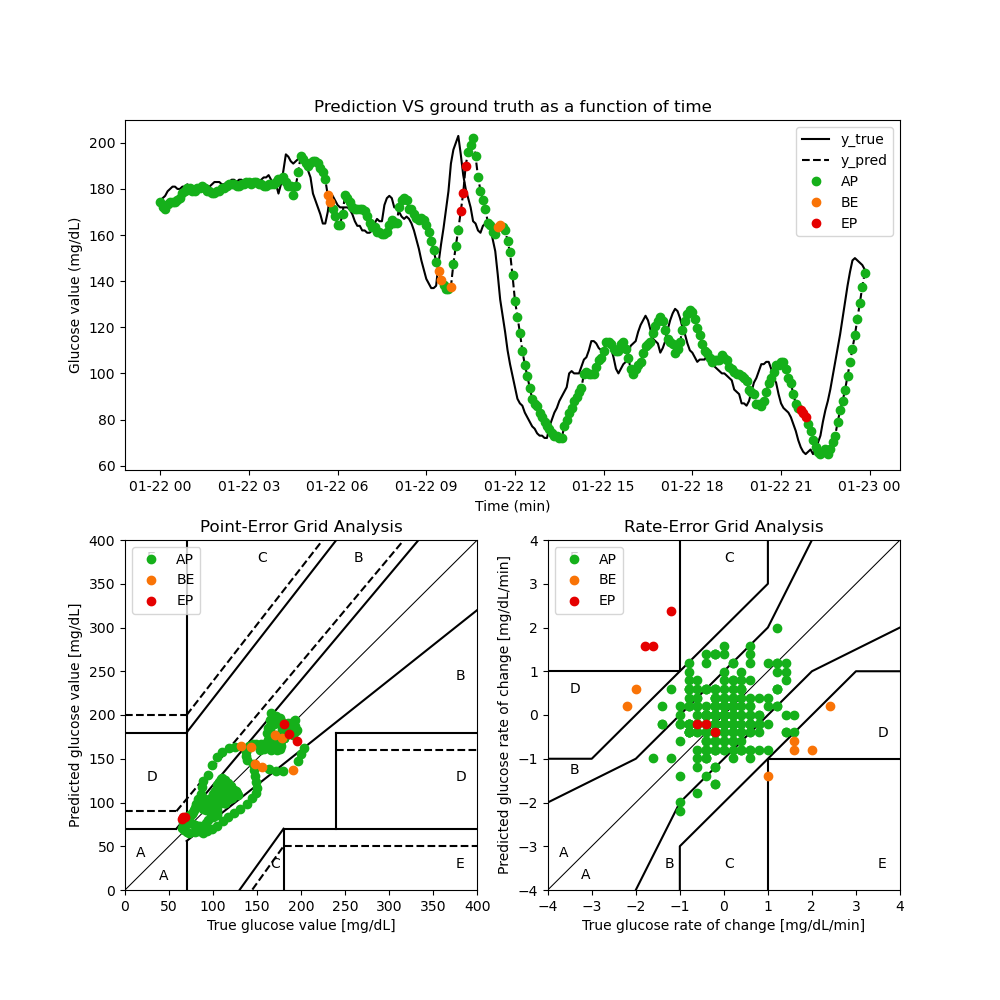 Prediction VS ground truth as a function of time
Glucose value (mg/dL)
200
180
160
140
120
100
80
60
y_true
y_pred
AP
BE
EP
01-22 00 01-22 03 01-22 06 01-22 09 01-22 12 01-22 15 01-22 18 01-22 21 01-23 00
Time (min)
Point-Error Grid Analysis
Predicted glucose value [mg/dL]
400
350
300
250
200
150
100
50
0
AP
BE
EP
C
B
B
D
D
A
A
C
E
0 50 100 150 200 250 300 350 400
True glucose value [mg/dL]
Rate-Error Grid Analysis
Predicted glucose rate of change [mg/dL/min]
4
3
2
1
0
−1
−2
−3
−4
AP
BE
EP
C
D
D
B
A
A
B
C
E
−4 −3 −2 −1 0 1 2 3 4
True glucose rate of change [mg/dL/min]